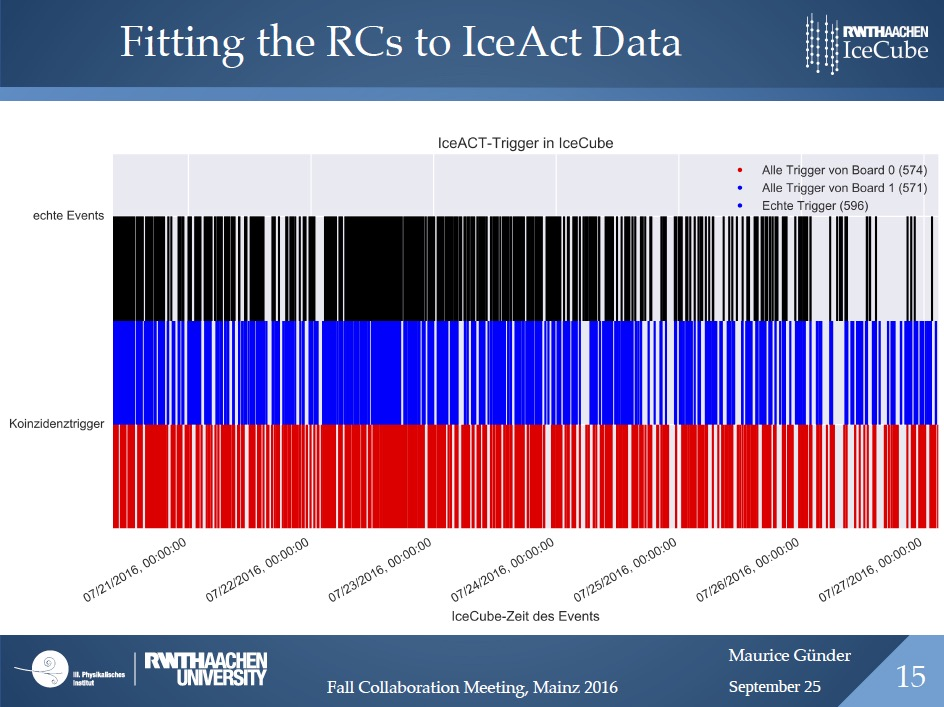 Fitting the RCs to IceAct Data
RWTHAACHEN
IceCube
IceACT-Trigger in IceCube
Alle Trigger von Board 0 (574)
Alle Trigger von Board 1 (571)
Echte Trigger (596)
echte Events
Koinzidenztrigger
07/21/2016, 00:00:00
07/22/2016, 00:00:00
07/23/2016, 00:00:00
07/24/2016, 00:00:00
07/25/2016, 00:00:00
07/26/2016, 00:00:00
07/27/2016, 00:00:00
IceCube-Zeit des Events
III. Physikalisches
Institut
RWTHAACHEN
UNIVERSITY
Fall Collaboration Meeting, Mainz 2016
Maurice Günder
September 25
15